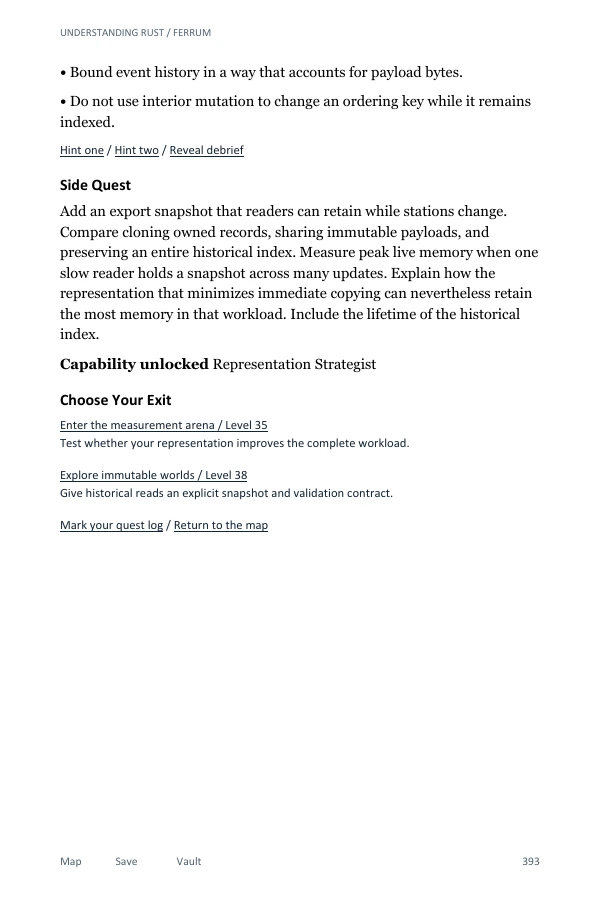 UNDERSTANDING RUST / FERRUM
• Bound event history in a way that accounts for payload bytes.
• Do not use interior mutation to change an ordering key while it remains
indexed.
Hint one / Hint two / Reveal debrief
Side Quest
Add an export snapshot that readers can retain while stations change.
Compare cloning owned records, sharing immutable payloads, and
preserving an entire historical index. Measure peak live memory when one
slow reader holds a snapshot across many updates. Explain how the
representation that minimizes immediate copying can nevertheless retain
the most memory in that workload. Include the lifetime of the historical
index.
Capability unlocked Representation Strategist
Choose Your Exit
Enter the measurement arena / Level 35
Test whether your representation improves the complete workload.
Explore immutable worlds / Level 38
Give historical reads an explicit snapshot and validation contract.
Mark your quest log / Return to the map
Map Save Vault 393